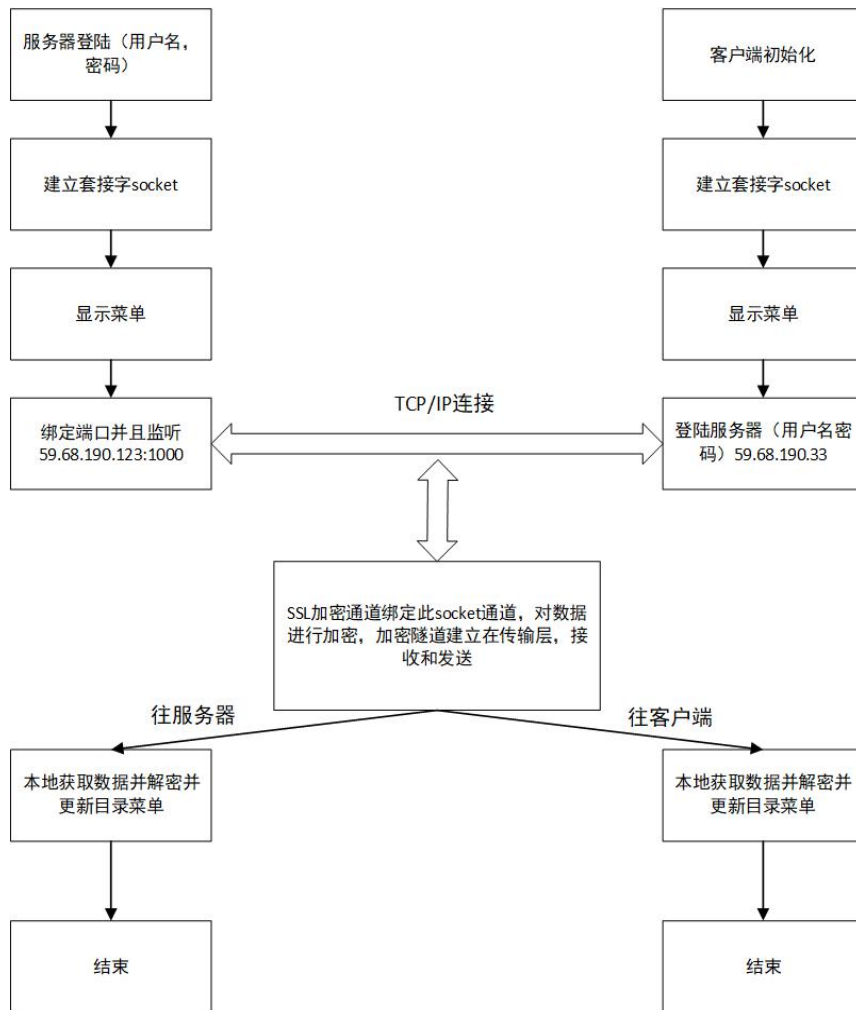 服务器登陆（用户名，
密码）
客户端初始化
建立套接字socket
建立套接字socket
显示菜单
显示菜单
TCP/IP连接
绑定端口并且监听
59.68.190.123:1000
登陆服务器（用户名密
码）59.68.190.33
SSL加密通道绑定此socket通道，对数据
进行加密，加密隧道建立在传输层，接
收和发送
往服务器
往客户端
本地获取数据并解密并
更新目录菜单
本地获取数据并解密并
更新目录菜单
结束
结束